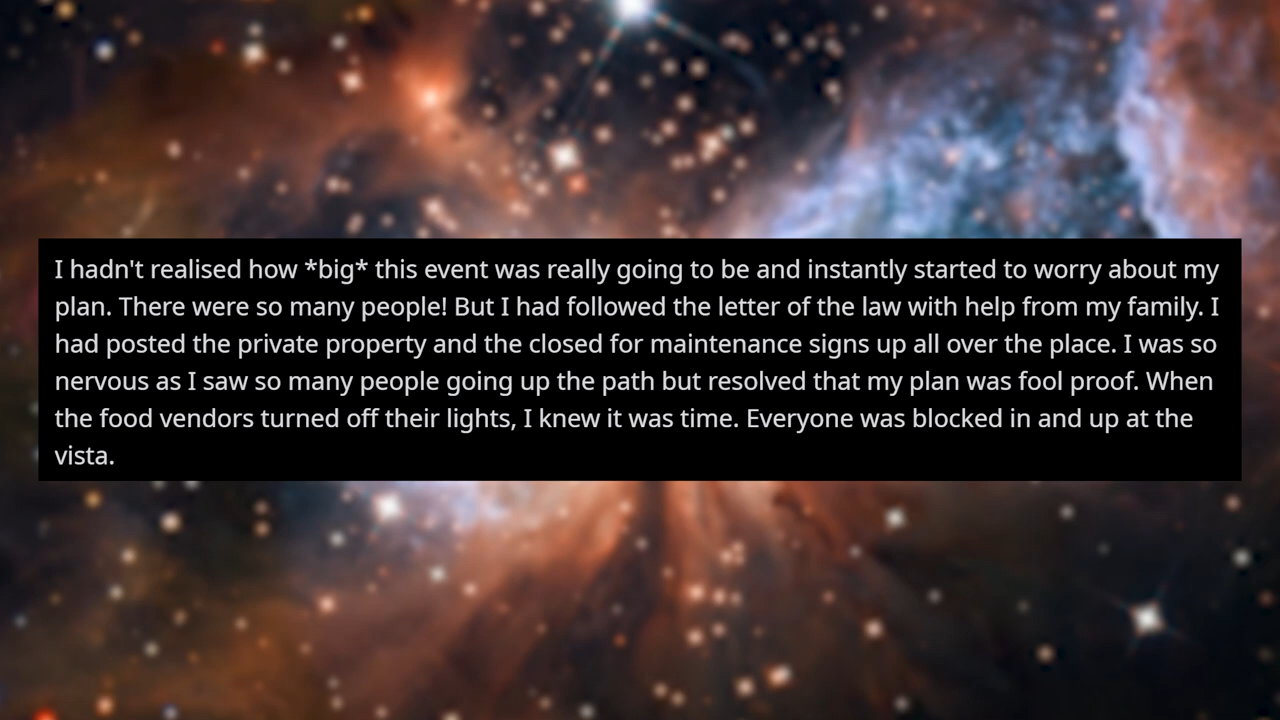 I hadn't realised how *big* this event was really going to be and instantly started to worry about my
plan. There were so many people! But I had followed the letter of the law with help from my family. I
had posted the private property and the closed for maintenance signs up all over the place. I was so
nervous as I saw so many people going up the path but resolved that my plan was fool proof. When
the food vendors turned off their lights, I knew it was time. Everyone was blocked in and up at the
vista.